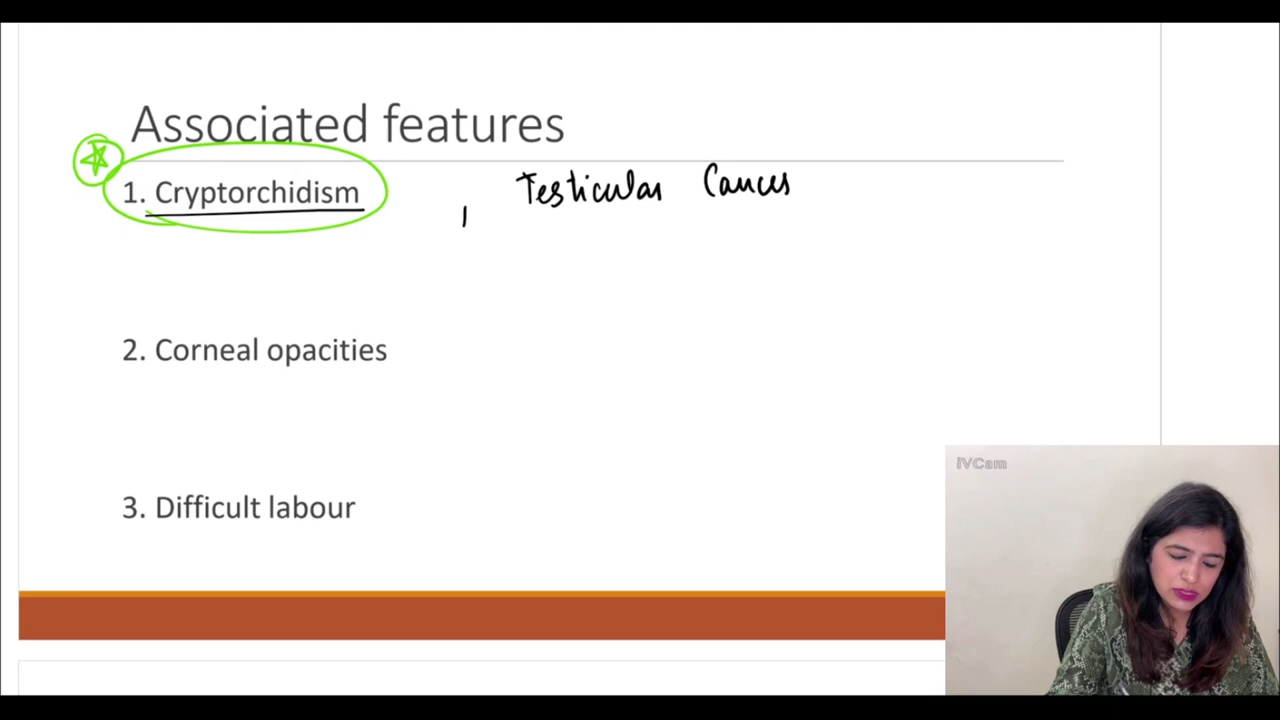 Associated features
1. Cryptorchidism
Testicular Cancer
2. Corneal opacities
iVCam
3. Difficult labour